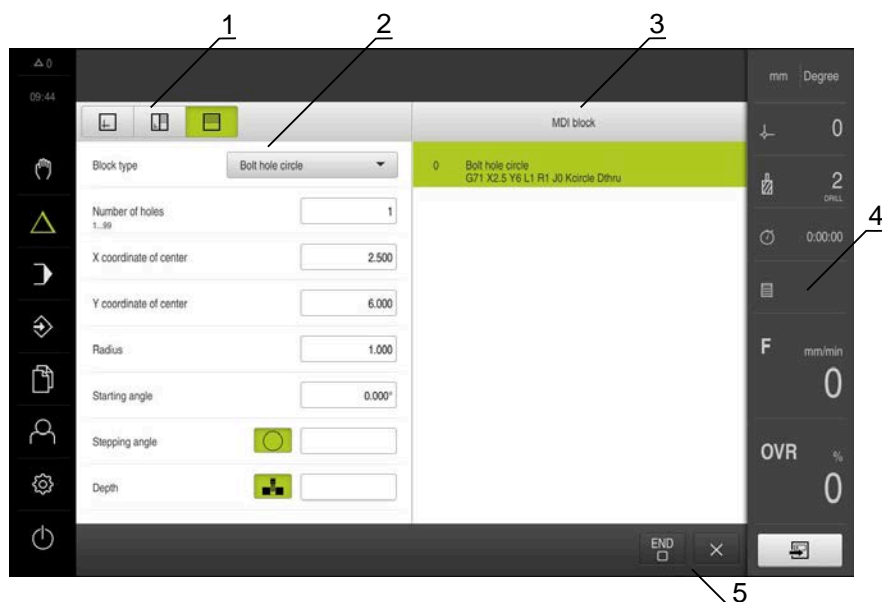 1
2
3
0
09:44
mm Degree
MDI block
0
Block type
Bolt hole circle
0 Bolt hole circle
G71 X2.5 Y6 L1 R1 J0 Kcircle Dthru
2
DRILL
Number of holes
1...99
1
4
0:00:00
X coordinate of center
2.500
Y coordinate of center
6.000
Radius
1.000
F mm/min
0
Starting angle
0.000°
Stepping angle
OVR %
0
Depth
END
5